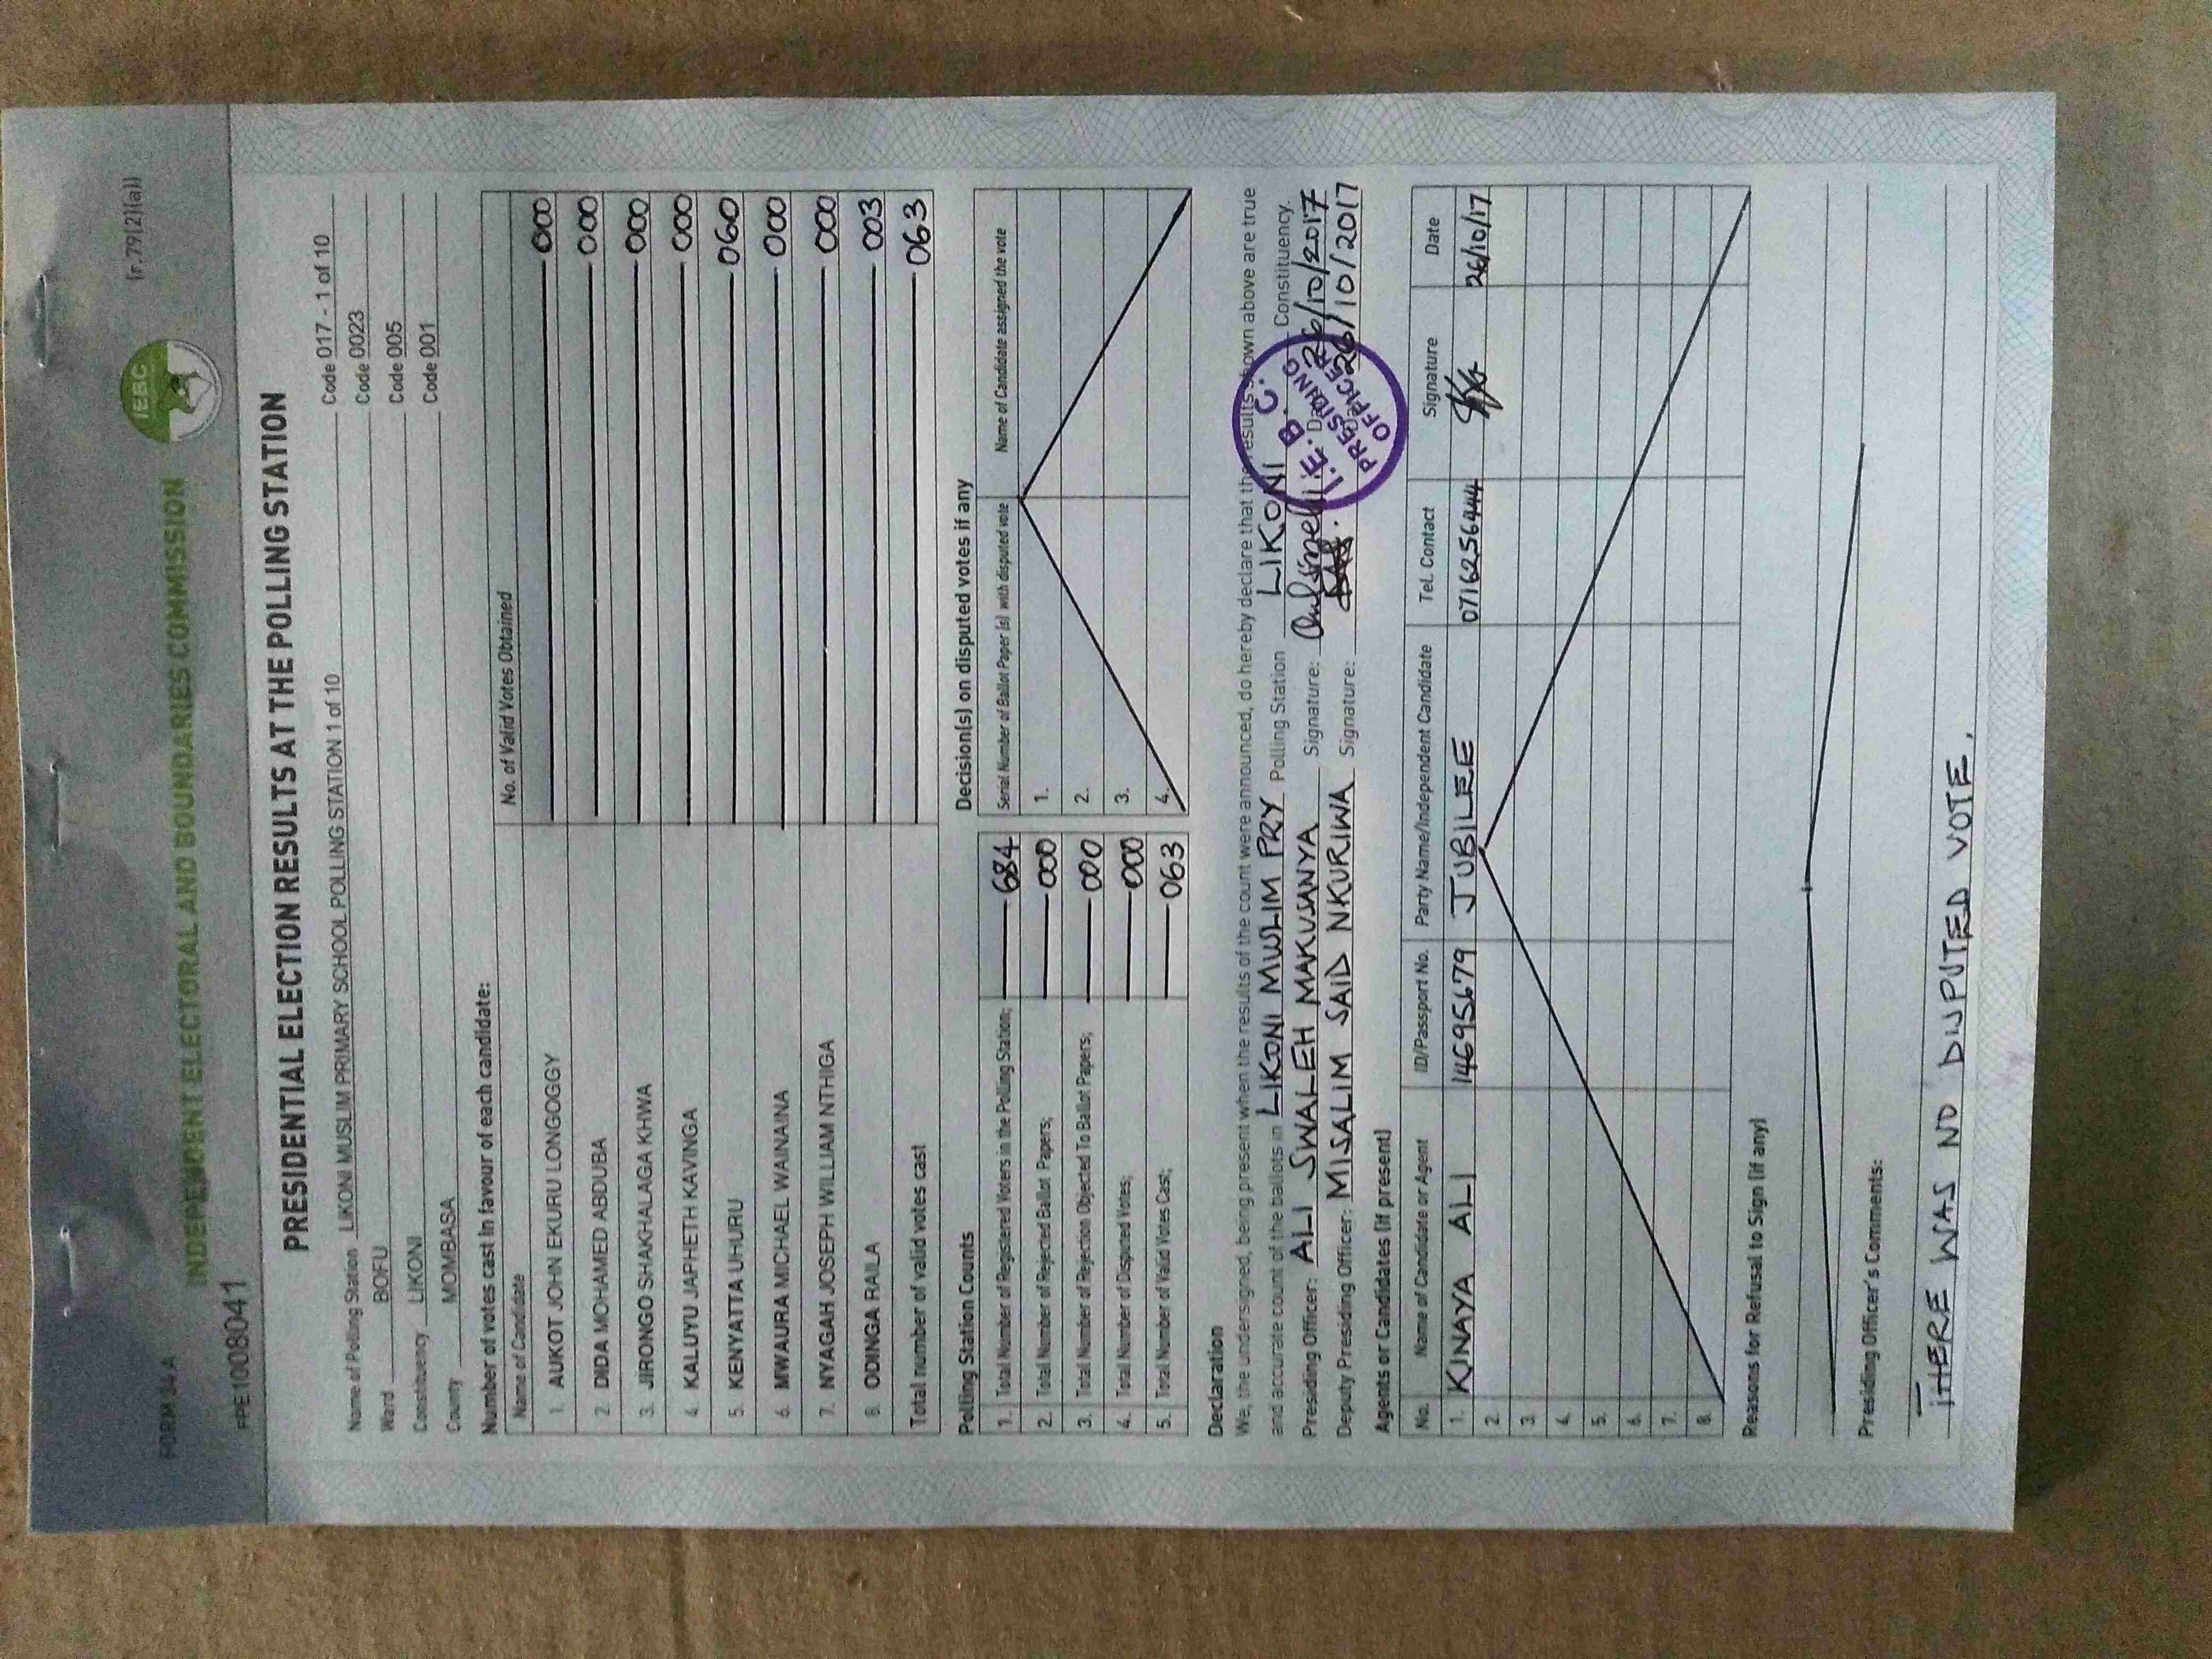 FORM 34A (r.79(2)(a))
INDEPENDENT ELECTORAL AND BOUNDARIES COMMISSION
IEBC
PPE1008041
PRESIDENTIAL ELECTION RESULTS AT THE POLLING STATION
Name of Polling Station LIKONI MUSLIM PRIMARY SCHOOL POLLING STATION 1 of 10 Code 017 - 1 of 10
Ward BOFU Code 0023
Constituency LIKONI Code 005
County MOMBASA Code 001
Number of votes cast in favour of each candidate:
Name of Candidate No. of Valid Votes Obtained
1. AUKOT JOHN EKURU LONGOGGY 000
2. DIDA MOHAMED ABDUBA 000
3. JIRONGO SHAKHALAGA KHWA 000
4. KALUYU JAPHETH KAVINGA 000
5. KENYATTA UHURU 060
6. MWAURA MICHAEL WAINAINA 000
7. NYAGAH JOSEPH WILLIAM NTHIGA 000
8. ODINGA RAILA 003
Total number of valid votes cast 063
Polling Station Counts
1. Total Number of Registered Voters in the Polling Station; 684
2. Total Number of Rejected Ballot Papers; 000
3. Total Number of Rejection Objected To Ballot Papers; 000
4. Total Number of Disputed Votes; 000
5. Total Number of Valid Votes Cast; 063
Decision(s) on disputed votes if any
Serial Number of Ballot Paper (s) with disputed vote Name of Candidate assigned the vote
1.
2.
3.
4.
Declaration
We, the undersigned, being present when the results of the count were announced, do hereby declare that the results shown above are true
and accurate count of the ballots in LIKONI MUSLIM PRY Polling Station LIKONI Constituency.
Presiding Officer: ALI SWALEH MAKUSANYA Signature: Date: 26/10/2017
Deputy Presiding Officer: MISALIM SAID NKURIWA Signature: Date: 26/10/2017
I.E.B.C.
PRESIDING
OFFICER
Agents or Candidates (if present)
No. Name of Candidate or Agent ID/Passport No. Party Name/Independent Candidate Tel. Contact Signature Date
1. KINAYA ALI 14695679 JUBILEE 0716256444 26/10/17
2.
3.
4.
5.
6.
7.
8.
Reasons for Refusal to Sign (if any)
Presiding Officer's Comments:
THERE WAS NO DISPUTED VOTE.